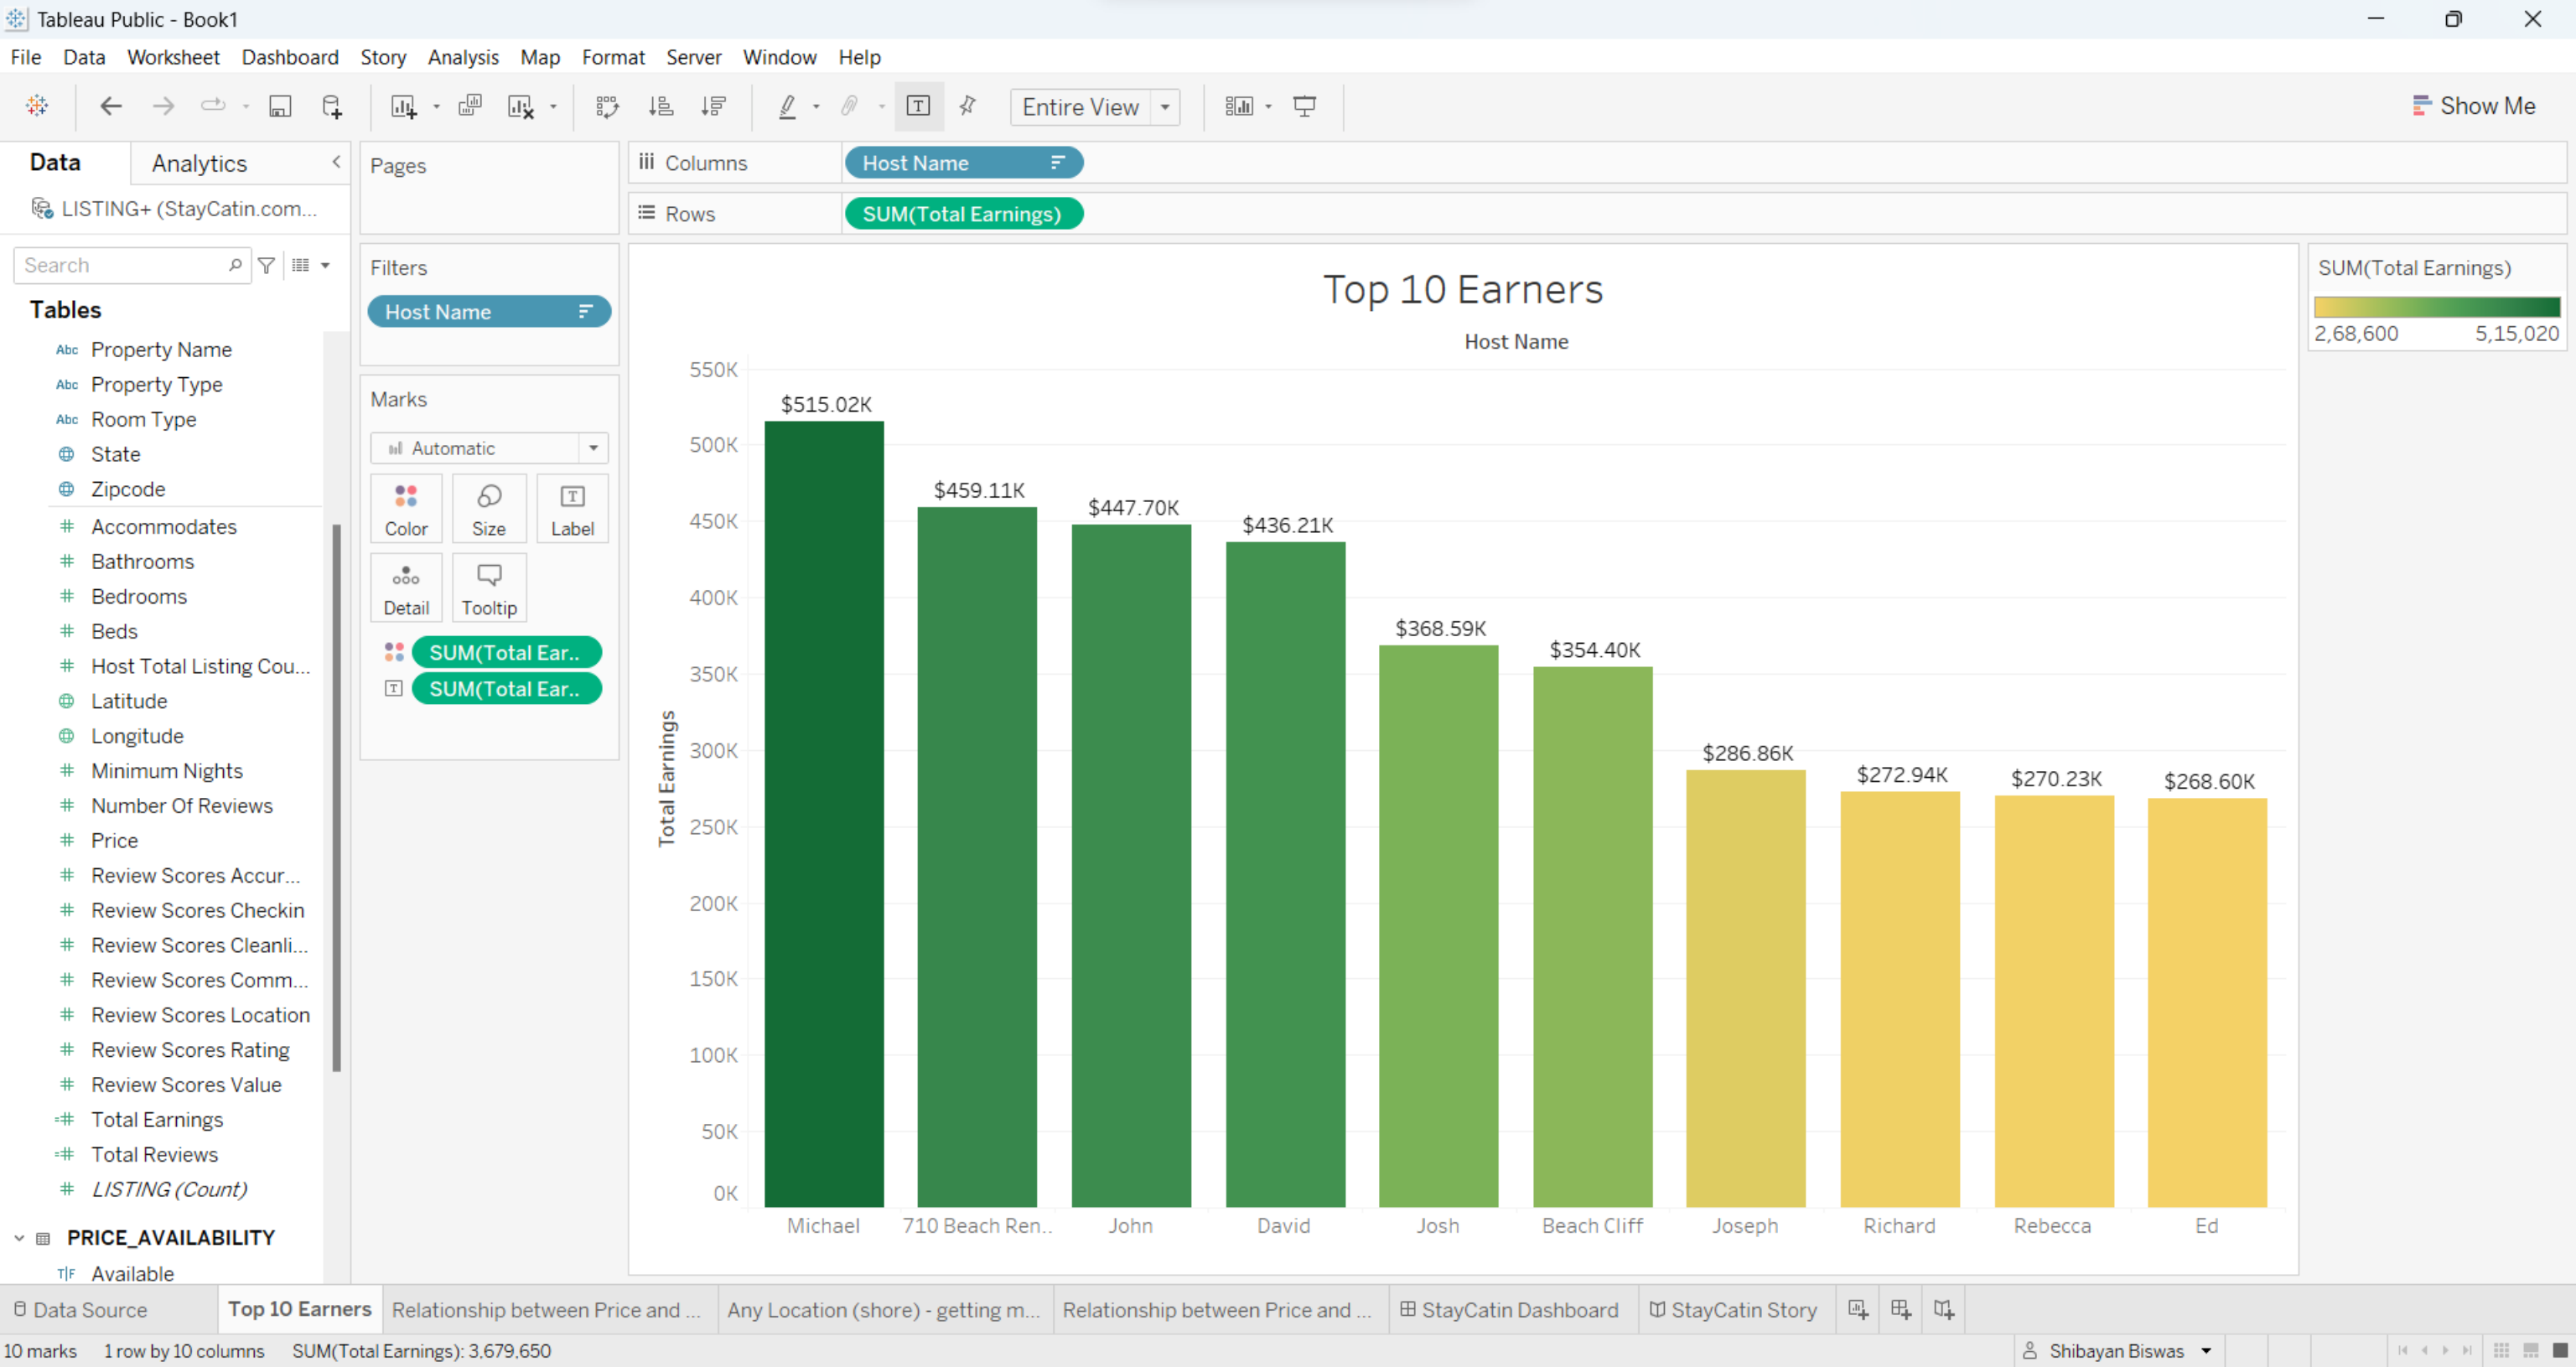 Tableau Public - Book1
File Data Worksheet Dashboard Story Analysis Map Format Server Window Help
Entire View
Show Me
Data Analytics
LISTING+ (StayCatin.com...
Search
Tables
Abc Property Name
Abc Property Type
Abc Room Type
State
Zipcode
# Accommodates
# Bathrooms
# Bedrooms
# Beds
# Host Total Listing Cou...
Latitude
Longitude
# Minimum Nights
# Number Of Reviews
# Price
# Review Scores Accur...
# Review Scores Checkin
# Review Scores Cleanli...
# Review Scores Comm...
# Review Scores Location
# Review Scores Rating
# Review Scores Value
=# Total Earnings
=# Total Reviews
# LISTING (Count)
PRICE_AVAILABILITY
T|F Available
Pages
Filters
Host Name
Marks
Automatic
Color Size Label
Detail Tooltip
SUM(Total Ear..
SUM(Total Ear..
Columns Host Name
Rows SUM(Total Earnings)
Top 10 Earners
Host Name
Total Earnings
550K
500K
450K
400K
350K
300K
250K
200K
150K
100K
50K
0K
$515.02K
$459.11K
$447.70K
$436.21K
$368.59K
$354.40K
$286.86K
$272.94K
$270.23K
$268.60K
Michael 710 Beach Ren.. John David Josh Beach Cliff Joseph Richard Rebecca Ed
SUM(Total Earnings)
2,68,600 5,15,020
Data Source Top 10 Earners Relationship between Price and ... Any Location (shore) - getting m... Relationship between Price and ... StayCatin Dashboard StayCatin Story
10 marks 1 row by 10 columns SUM(Total Earnings): 3,679,650 Shibayan Biswas